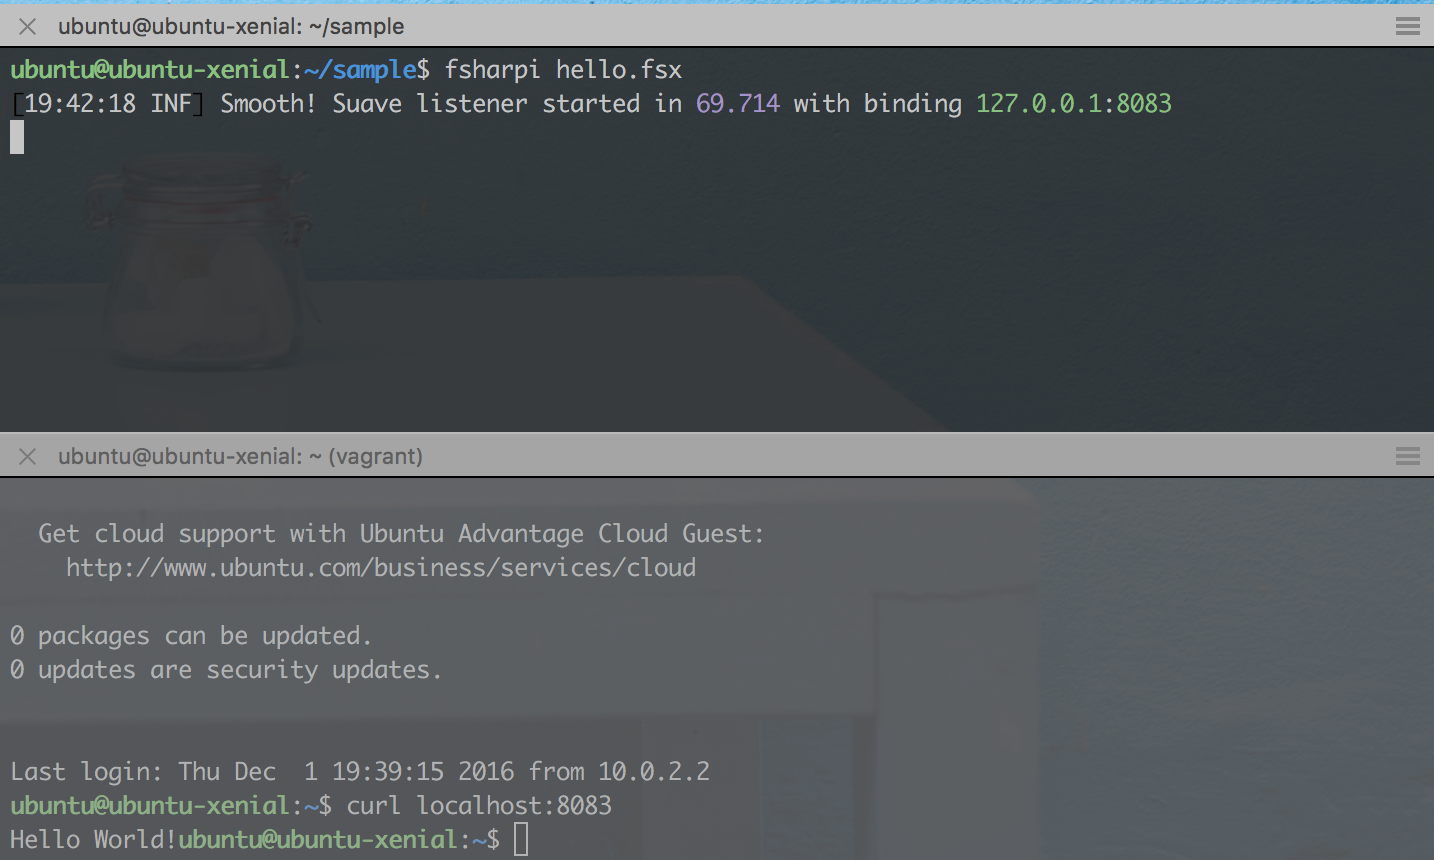 ubuntu@ubuntu-xenial: ~/sample
ubuntu@ubuntu-xenial:~/sample$ fsharpi hello.fsx
[19:42:18 INF] Smooth! Suave listener started in 69.714 with binding 127.0.0.1:8083
ubuntu@ubuntu-xenial: ~ (vagrant)
Get cloud support with Ubuntu Advantage Cloud Guest:
http://www.ubuntu.com/business/services/cloud
0 packages can be updated.
0 updates are security updates.
Last login: Thu Dec  1 19:39:15 2016 from 10.0.2.2
ubuntu@ubuntu-xenial:~$ curl localhost:8083
Hello World!ubuntu@ubuntu-xenial:~$